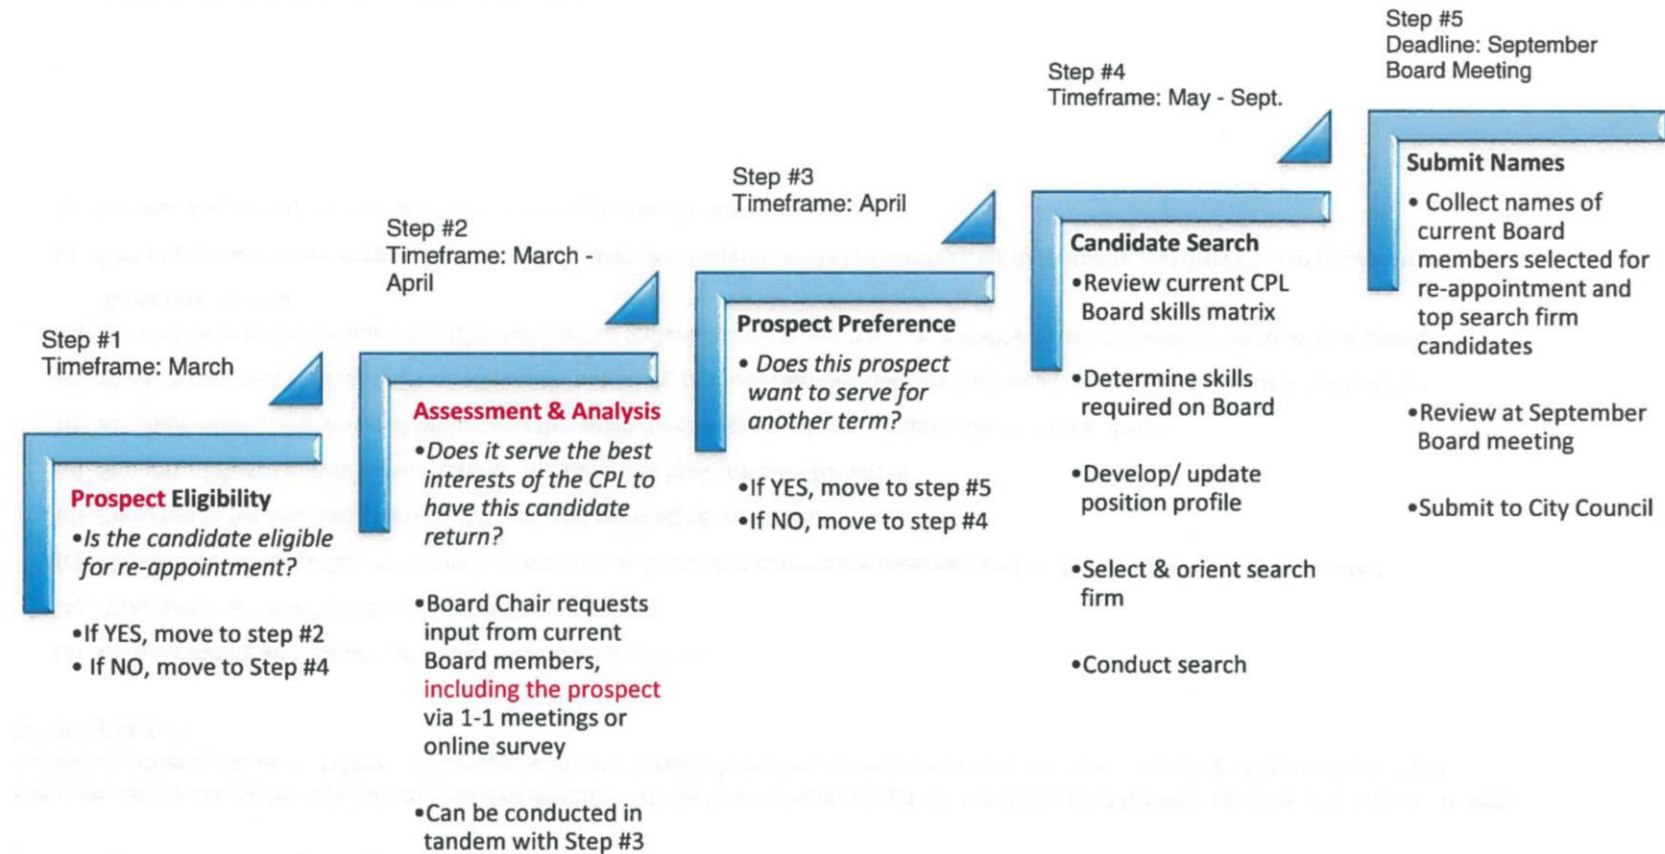 Step #1
Timeframe: March
Prospect Eligibility
•Is the candidate eligible
for re-appointment?
•If YES, move to step #2
• If NO, move to Step #4
Step #2
Timeframe: March -
April
Assessment & Analysis
•Does it serve the best
interests of the CPL to
have this candidate
return?
•Board Chair requests
input from current
Board members,
including the prospect
via 1-1 meetings or
online survey
•Can be conducted in
tandem with Step #3
Step #3
Timeframe: April
Prospect Preference
• Does this prospect
want to serve for
another term?
•If YES, move to step #5
•If NO, move to step #4
Step #4
Timeframe: May - Sept.
Candidate Search
•Review current CPL
Board skills matrix
•Determine skills
required on Board
•Develop/ update
position profile
•Select & orient search
firm
•Conduct search
Step #5
Deadline: September
Board Meeting
Submit Names
• Collect names of
current Board
members selected for
re-appointment and
top search firm
candidates
•Review at September
Board meeting
•Submit to City Council